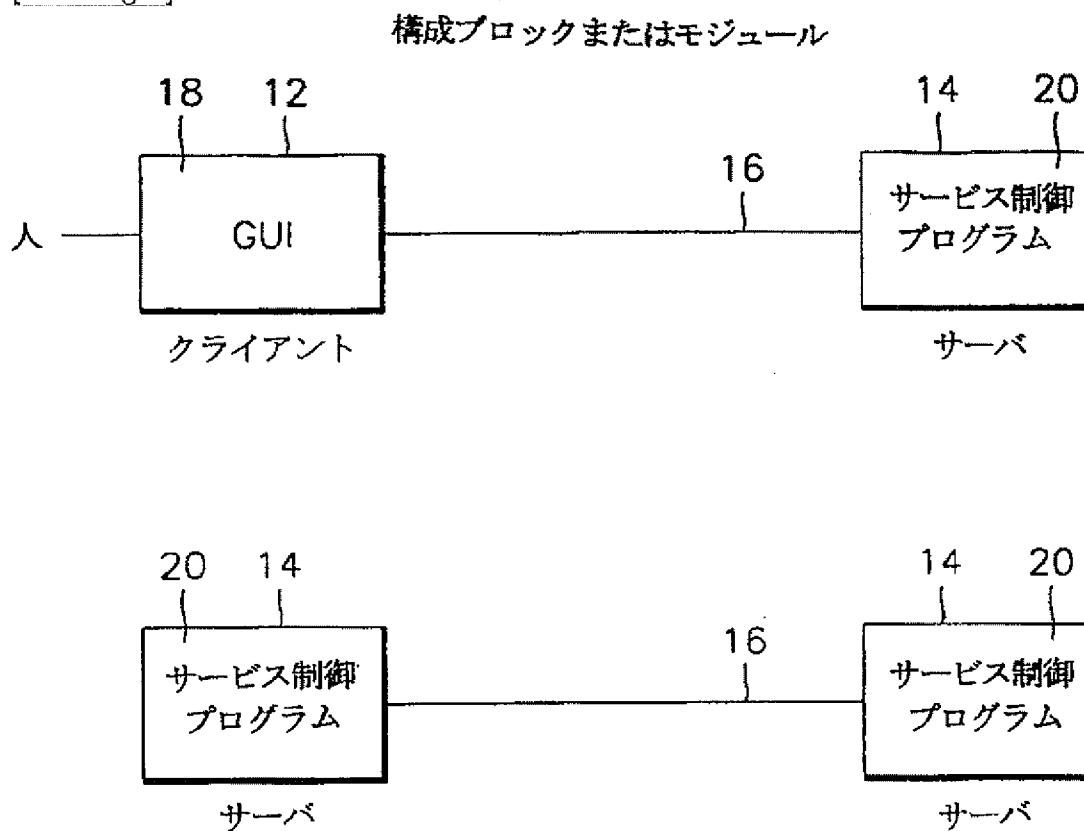 構成ブロックまたはモジュール
18 12 14 20
16
人 GUI サービス制御
プログラム
クライアント サーバ
20 14 14 20
16
サービス制御 サービス制御
プログラム プログラム
サーバ サーバ